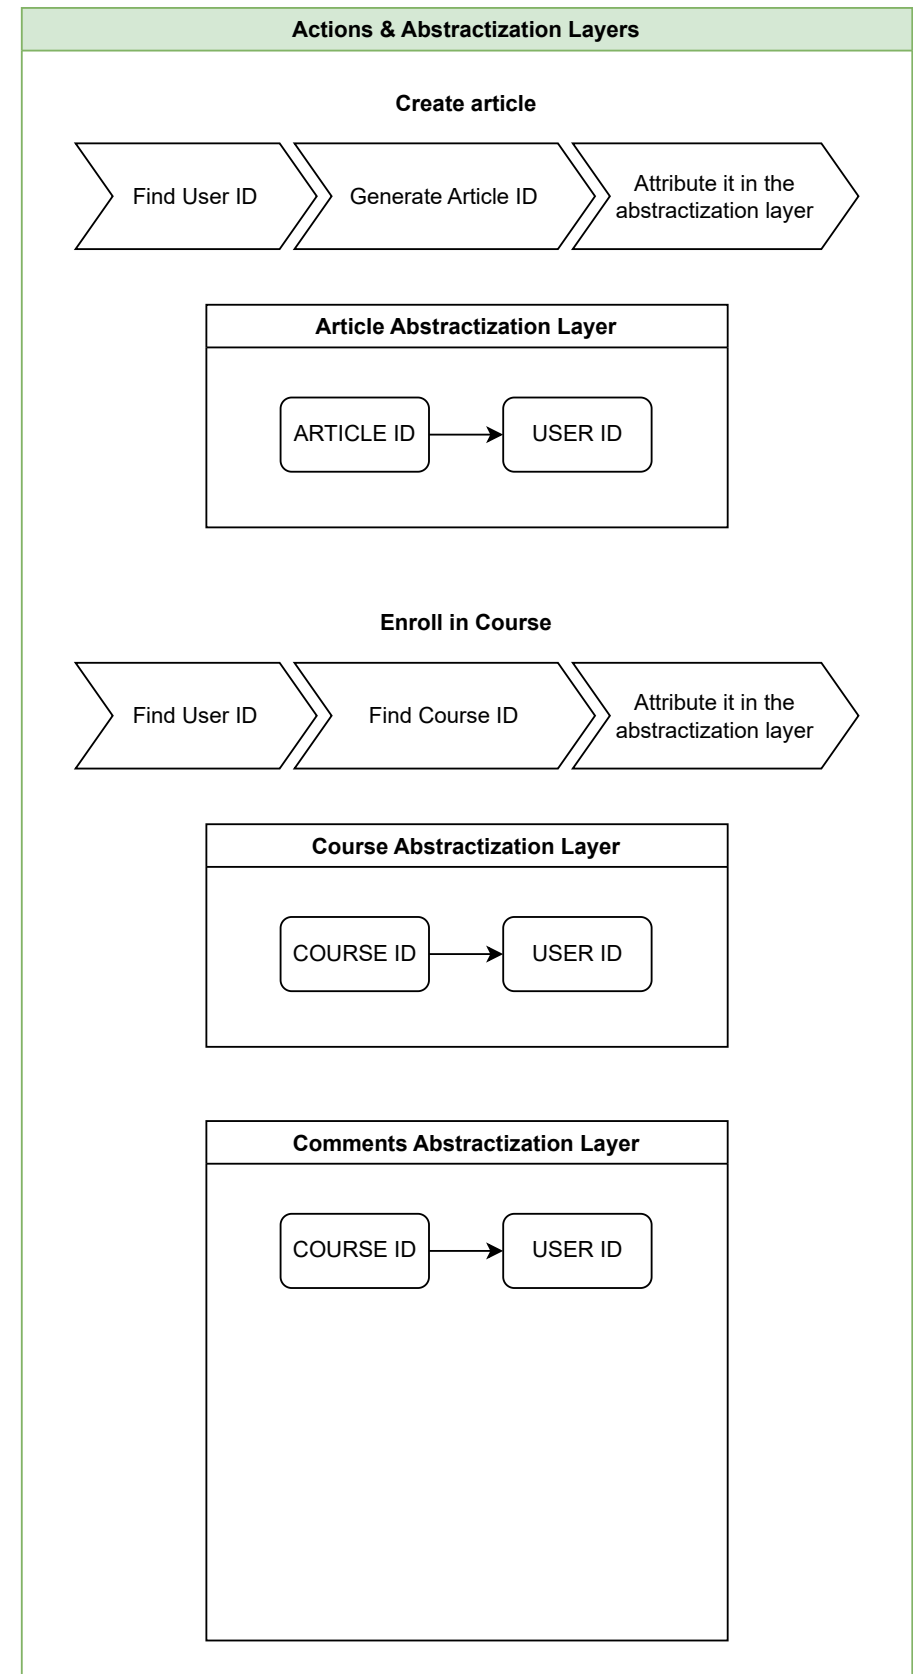 Actions & Abstractization Layers
Create article
Find User ID
Generate Article ID
Attribute it in the
abstractization layer
Article Abstractization Layer
ARTICLE ID
USER ID
Enroll in Course
Find User ID
Find Course ID
Attribute it in the
abstractization layer
Course Abstractization Layer
COURSE ID
USER ID
Comments Abstractization Layer
COURSE ID
USER ID